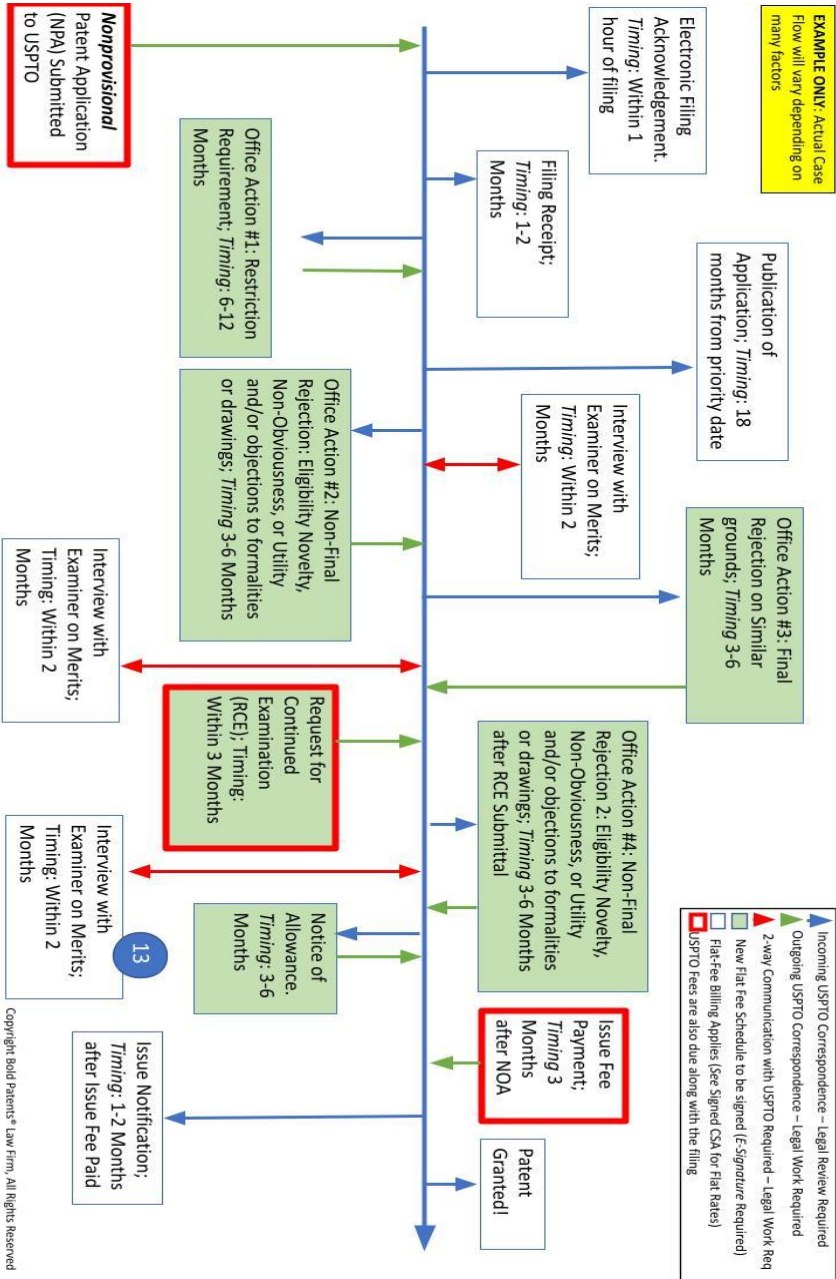 EXAMPLE ONLY: Actual Case
Flow will vary depending on
many factors
Incoming USPTO Correspondence – Legal Review Required
Outgoing USPTO Correspondence – Legal Work Required
2-way Communication with USPTO Required – Legal Work Req
New Flat Fee Schedule to be signed (E-Signature Required)
Flat-Fee Billing Applies (See Signed CSA for Flat Rates)
USPTO Fees are also due along with the filing
Electronic Filing
Acknowledgement.
Timing: Within 1
hour of filing
Filing Receipt;
Timing: 1-2
Months
Publication of
Application; Timing: 18
months from priority date
Interview with
Examiner on Merits;
Timing: Within 2
Months
Office Action #3: Final
Rejection on Similar
grounds; Timing 3-6
Months
Office Action #4: Non-Final
Rejection 2: Eligibility Novelty,
Non-Obviousness, or Utility
and/or objections to formalities
or drawings; Timing 3-6 Months
after RCE Submittal
Issue Fee
Payment;
Timing 3
Months
after NOA
Patent
Granted!
Nonprovisional
Patent Application
(NPA) Submitted
to USPTO
Office Action #1: Restriction
Requirement; Timing: 6-12
Months
Office Action #2: Non-Final
Rejection: Eligibility Novelty,
Non-Obviousness, or Utility
and/or objections to formalities
or drawings; Timing 3-6 Months
Interview with
Examiner on Merits;
Timing: Within 2
Months
Request for
Continued
Examination
(RCE); Timing:
Within 3 Months
Interview with
Examiner on Merits;
Timing: Within 2
Months
13
Notice of
Allowance.
Timing: 3-6
Months
Issue Notification;
Timing: 1-2 Months
after Issue Fee Paid
Copyright Bold Patents® Law Firm, All Rights Reserved